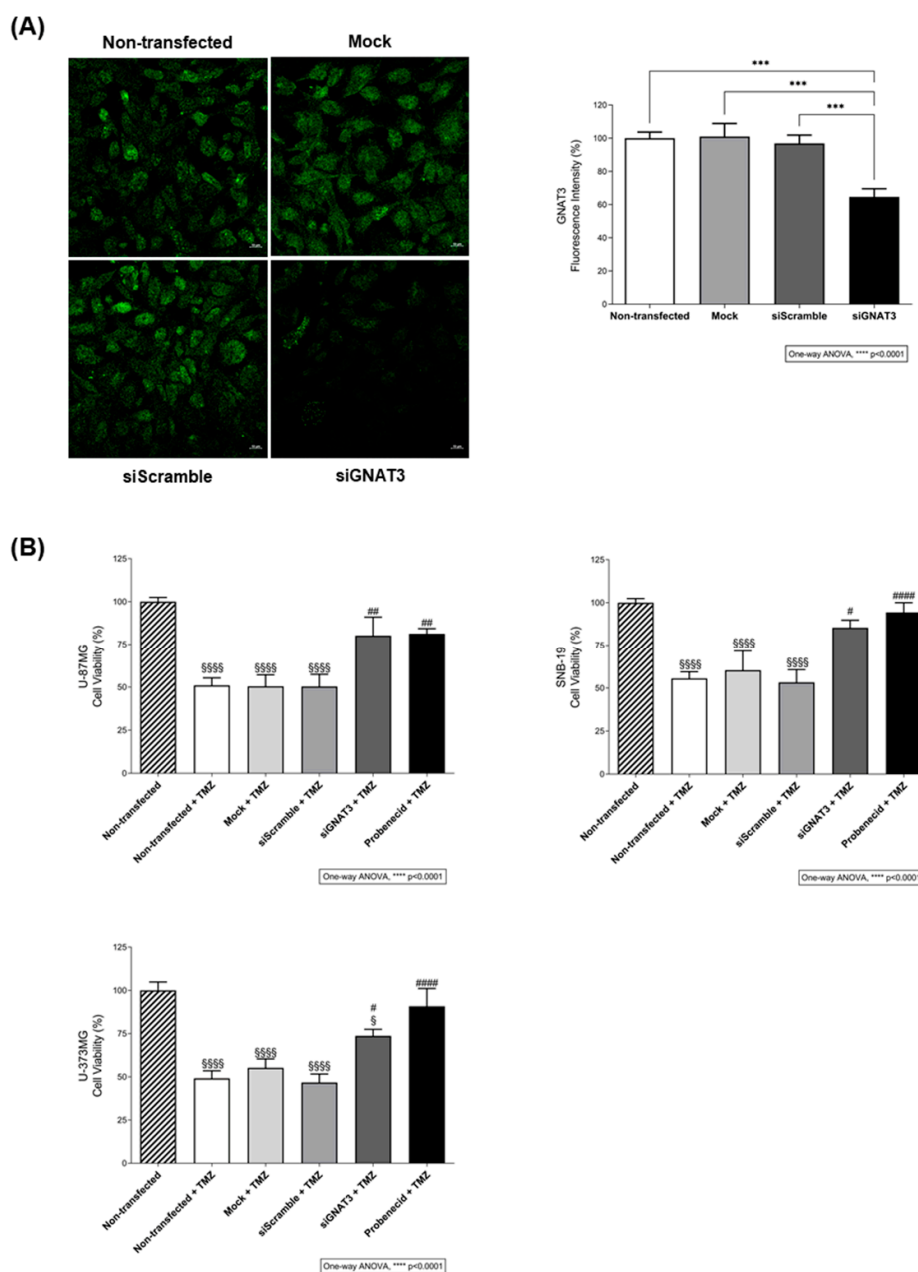 (A)
Non-transfected
Mock
siScramble
siGNAT3
***
***
***
120
100
80
60
40
20
0
GNAT3
Fluorescence Intensity (%)
Non-transfected
Mock
siScramble
siGNAT3
One-way ANOVA, **** p<0.0001
(B)
125
100
75
50
25
0
U-87MG
Cell Viability (%)
§§§§
§§§§
§§§§
##
##
Non-transfected
Non-transfected + TMZ
Mock + TMZ
siScramble + TMZ
siGNAT3 + TMZ
Probenecid + TMZ
One-way ANOVA, **** p<0.0001
125
100
75
50
25
0
SNB-19
Cell Viability (%)
§§§§
§§§§
§§§§
#
####
Non-transfected
Non-transfected + TMZ
Mock + TMZ
siScramble + TMZ
siGNAT3 + TMZ
Probenecid + TMZ
One-way ANOVA, **** p<0.0001
125
100
75
50
25
0
U-373MG
Cell Viability (%)
§§§§
§§§§
§§§§
#
§
####
Non-transfected
Non-transfected + TMZ
Mock + TMZ
siScramble + TMZ
siGNAT3 + TMZ
Probenecid + TMZ
One-way ANOVA, **** p<0.0001